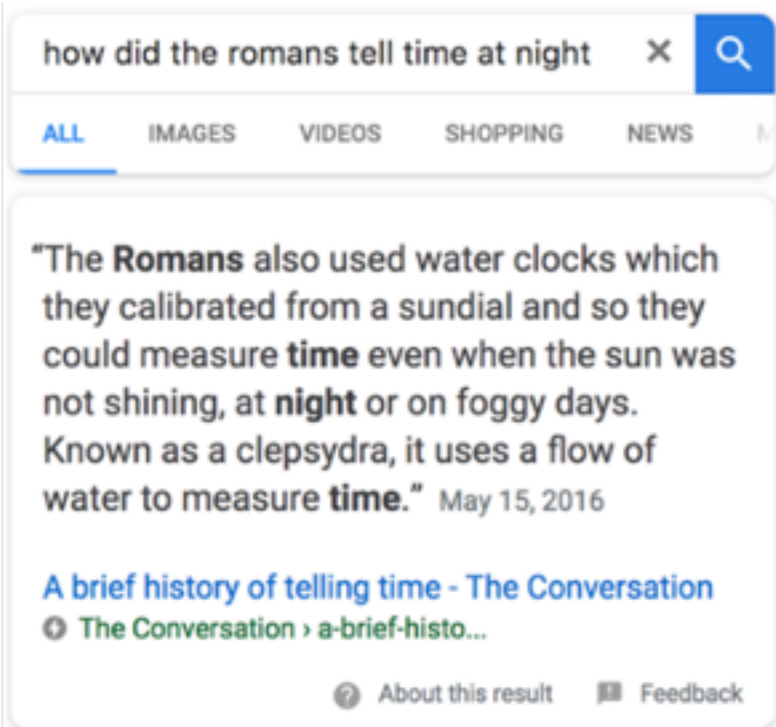 how did the romans tell time at night
ALL IMAGES VIDEOS SHOPPING NEWS
“The Romans also used water clocks which
they calibrated from a sundial and so they
could measure time even when the sun was
not shining, at night or on foggy days.
Known as a clepsydra, it uses a flow of
water to measure time.” May 15, 2016
A brief history of telling time - The Conversation
The Conversation › a-brief-histo...
About this result Feedback